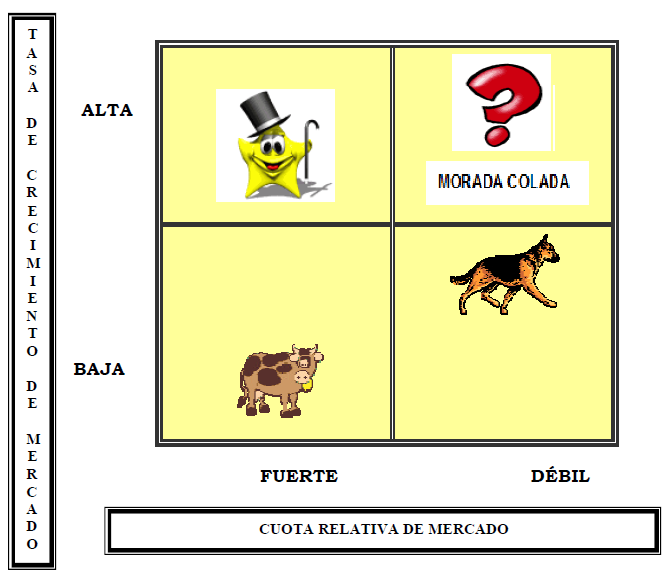 TASA DE CRECIMIENTO DE MERCADO
ALTA
MORADA COLADA
BAJA
FUERTE
DÉBIL
CUOTA RELATIVA DE MERCADO